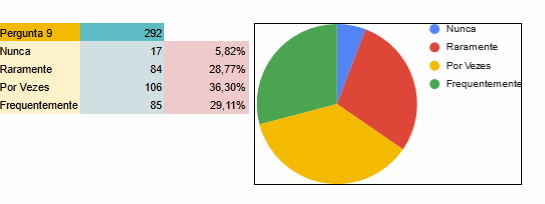 Pergunta 9 292
Nunca 17 5,82%
Raramente 84 28,77%
Por Vezes 106 36,30%
Frequentemente 85 29,11%
Nunca
Raramente
Por Vezes
Frequentemente